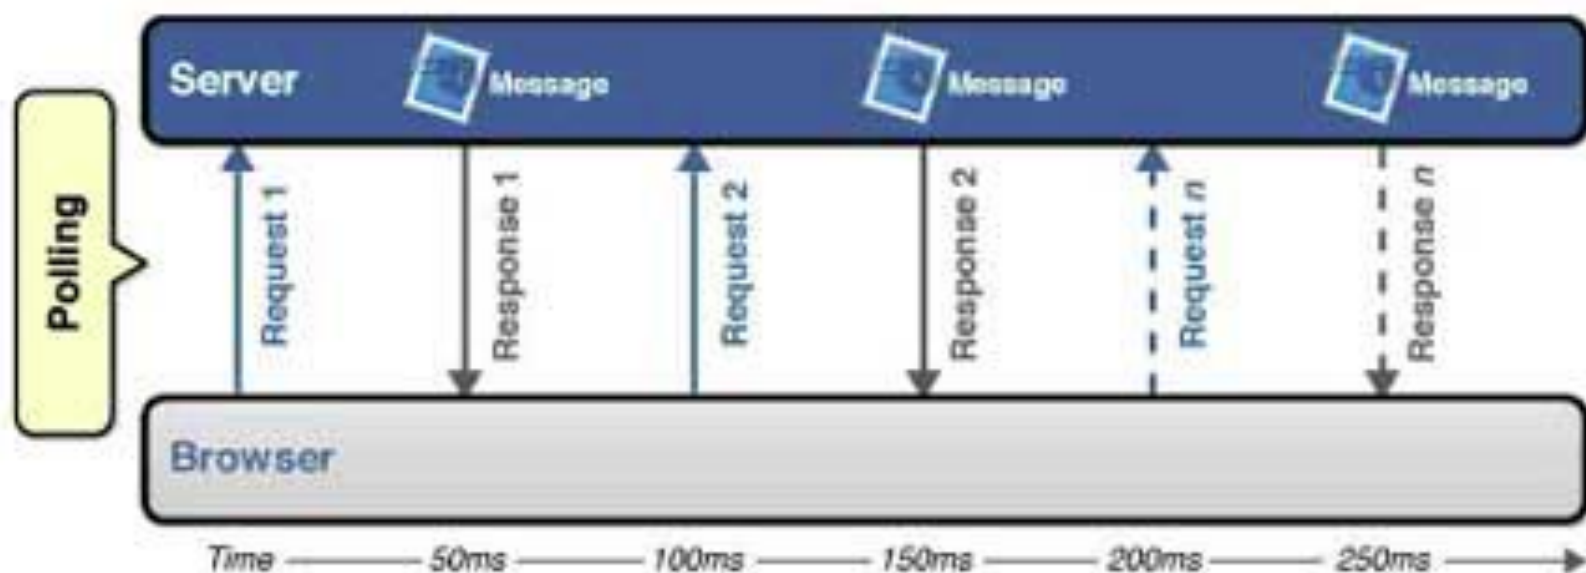 Polling
Server
Message
Message
Message
Request 1
Response 1
Request 2
Response 2
Request n
Response n
Browser
Time 50ms 100ms 150ms 200ms 250ms